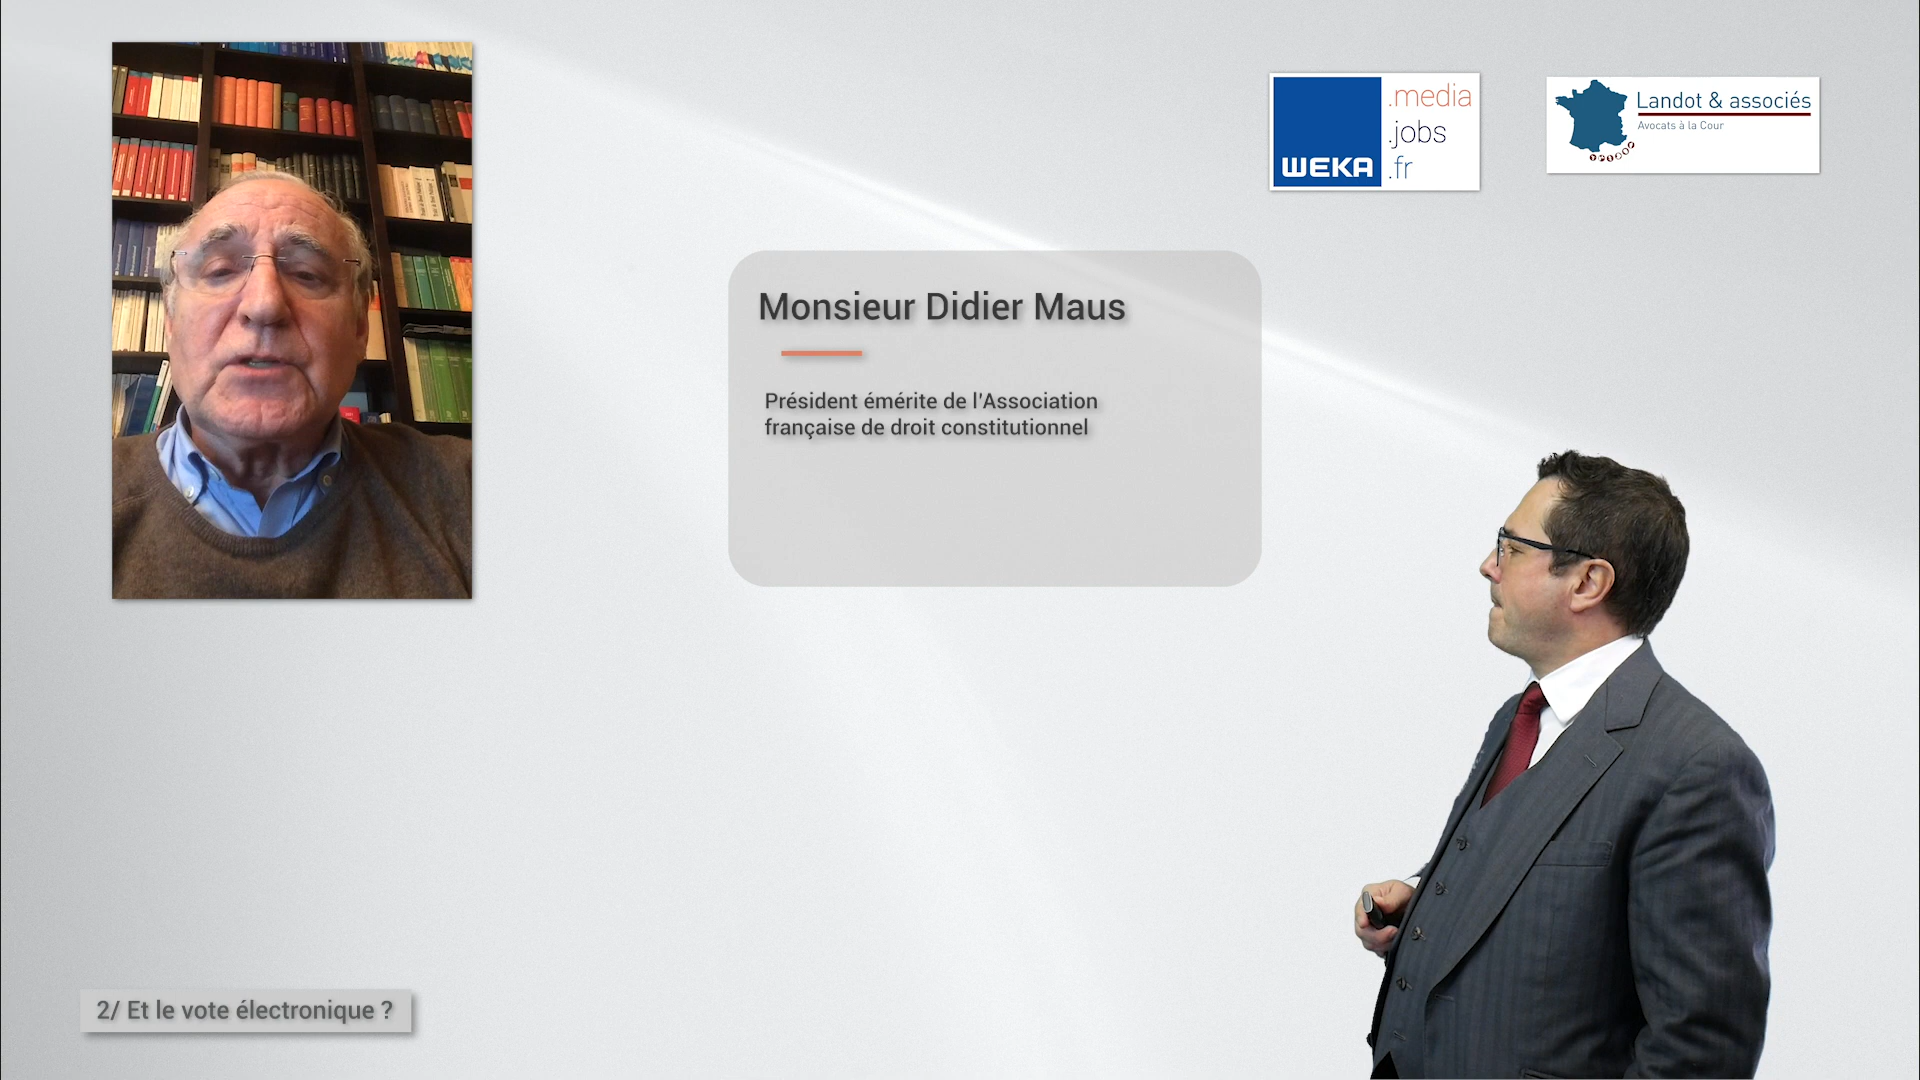 .media
.jobs
.fr
WEKA
Landot & associés
Avocats à la Cour
Monsieur Didier Maus
Président émérite de l'Association
française de droit constitutionnel
2/ Et le vote électronique ?